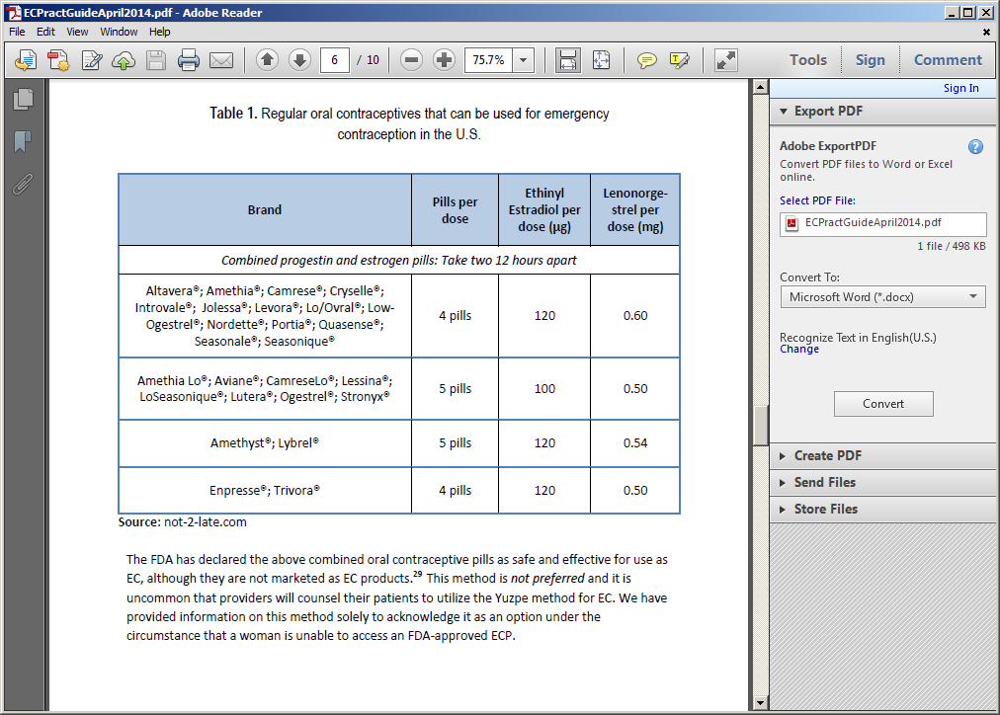 ECPractGuideApril2014.pdf - Adobe Reader
File Edit View Window Help
6 / 10 75.7% Tools Sign Comment
Sign In
Export PDF
Adobe ExportPDF
Convert PDF files to Word or Excel
online.
Select PDF File:
ECPractGuideApril2014.pdf
1 file / 498 KB
Convert To:
Microsoft Word (*.docx)
Recognize Text in English(U.S.)
Change
Convert
Create PDF
Send Files
Store Files
Table 1. Regular oral contraceptives that can be used for emergency
contraception in the U.S.
Brand
Pills per
dose
Ethinyl
Estradiol per
dose (µg)
Lenonorge-
strel per
dose (mg)
Combined progestin and estrogen pills: Take two 12 hours apart
Altavera®; Amethia®; Camrese®; Cryselle®;
Introvale®; Jolessa®; Levora®; Lo/Ovral®; Low-
Ogestrel®; Nordette®; Portia®; Quasense®;
Seasonale®; Seasonique®
4 pills 120 0.60
Amethia Lo®; Aviane®; CamreseLo®; Lessina®;
LoSeasonique®; Lutera®; Ogestrel®; Stronyx®
5 pills 100 0.50
Amethyst®; Lybrel® 5 pills 120 0.54
Enpresse®; Trivora® 4 pills 120 0.50
Source: not-2-late.com
The FDA has declared the above combined oral contraceptive pills as safe and effective for use as
EC, although they are not marketed as EC products.29 This method is not preferred and it is
uncommon that providers will counsel their patients to utilize the Yuzpe method for EC. We have
provided information on this method solely to acknowledge it as an option under the
circumstance that a woman is unable to access an FDA-approved ECP.